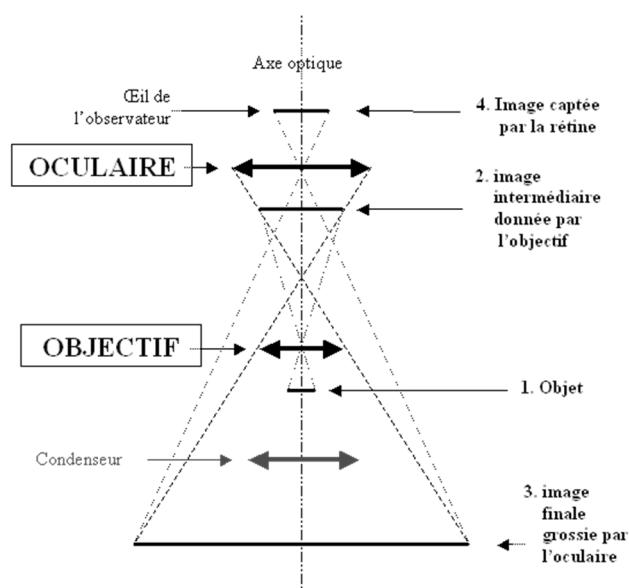 Axe optique
Œil de
l'observateur
4. Image captée
par la rétine
OCULAIRE
2. image
intermédiaire
donnée par
l'objectif
OBJECTIF
1. Objet
Condenseur
3. image
finale
grossie par
l'oculaire